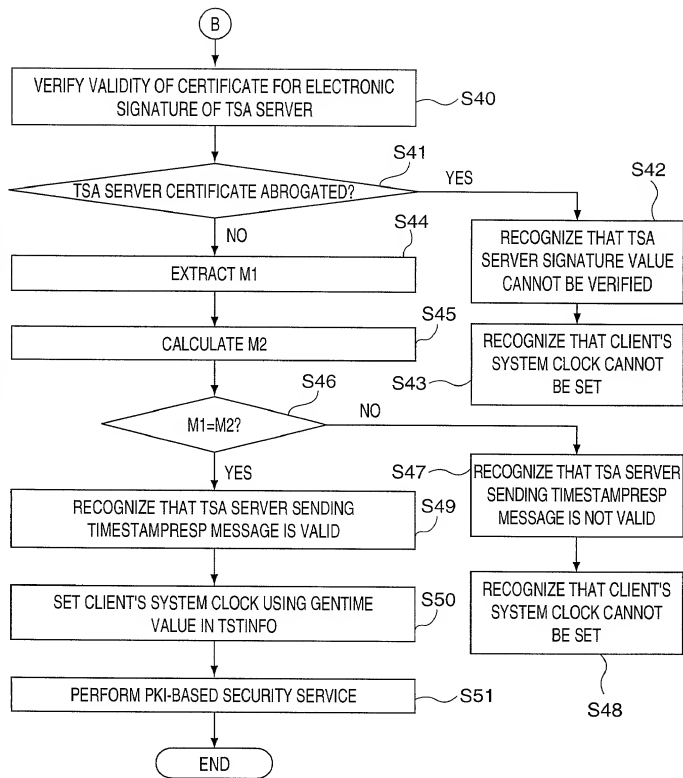 B
VERIFY VALIDITY OF CERTIFICATE FOR ELECTRONIC
SIGNATURE OF TSA SERVER
S40
S41
TSA SERVER CERTIFICATE ABROGATED?
YES
S42
RECOGNIZE THAT TSA
SERVER SIGNATURE VALUE
CANNOT BE VERIFIED
NO
S44
EXTRACT M1
S45
CALCULATE M2
RECOGNIZE THAT CLIENT'S
SYSTEM CLOCK CANNOT
BE SET
S43
S46
M1=M2?
NO
YES
S47
RECOGNIZE THAT TSA SERVER
SENDING TIMESTAMPRESP
MESSAGE IS NOT VALID
RECOGNIZE THAT TSA SERVER SENDING
TIMESTAMPRESP MESSAGE IS VALID
S49
SET CLIENT'S SYSTEM CLOCK USING GENTIME
VALUE IN TSTINFO
S50
RECOGNIZE THAT CLIENT'S
SYSTEM CLOCK CANNOT
BE SET
S48
PERFORM PKI-BASED SECURITY SERVICE
S51
END